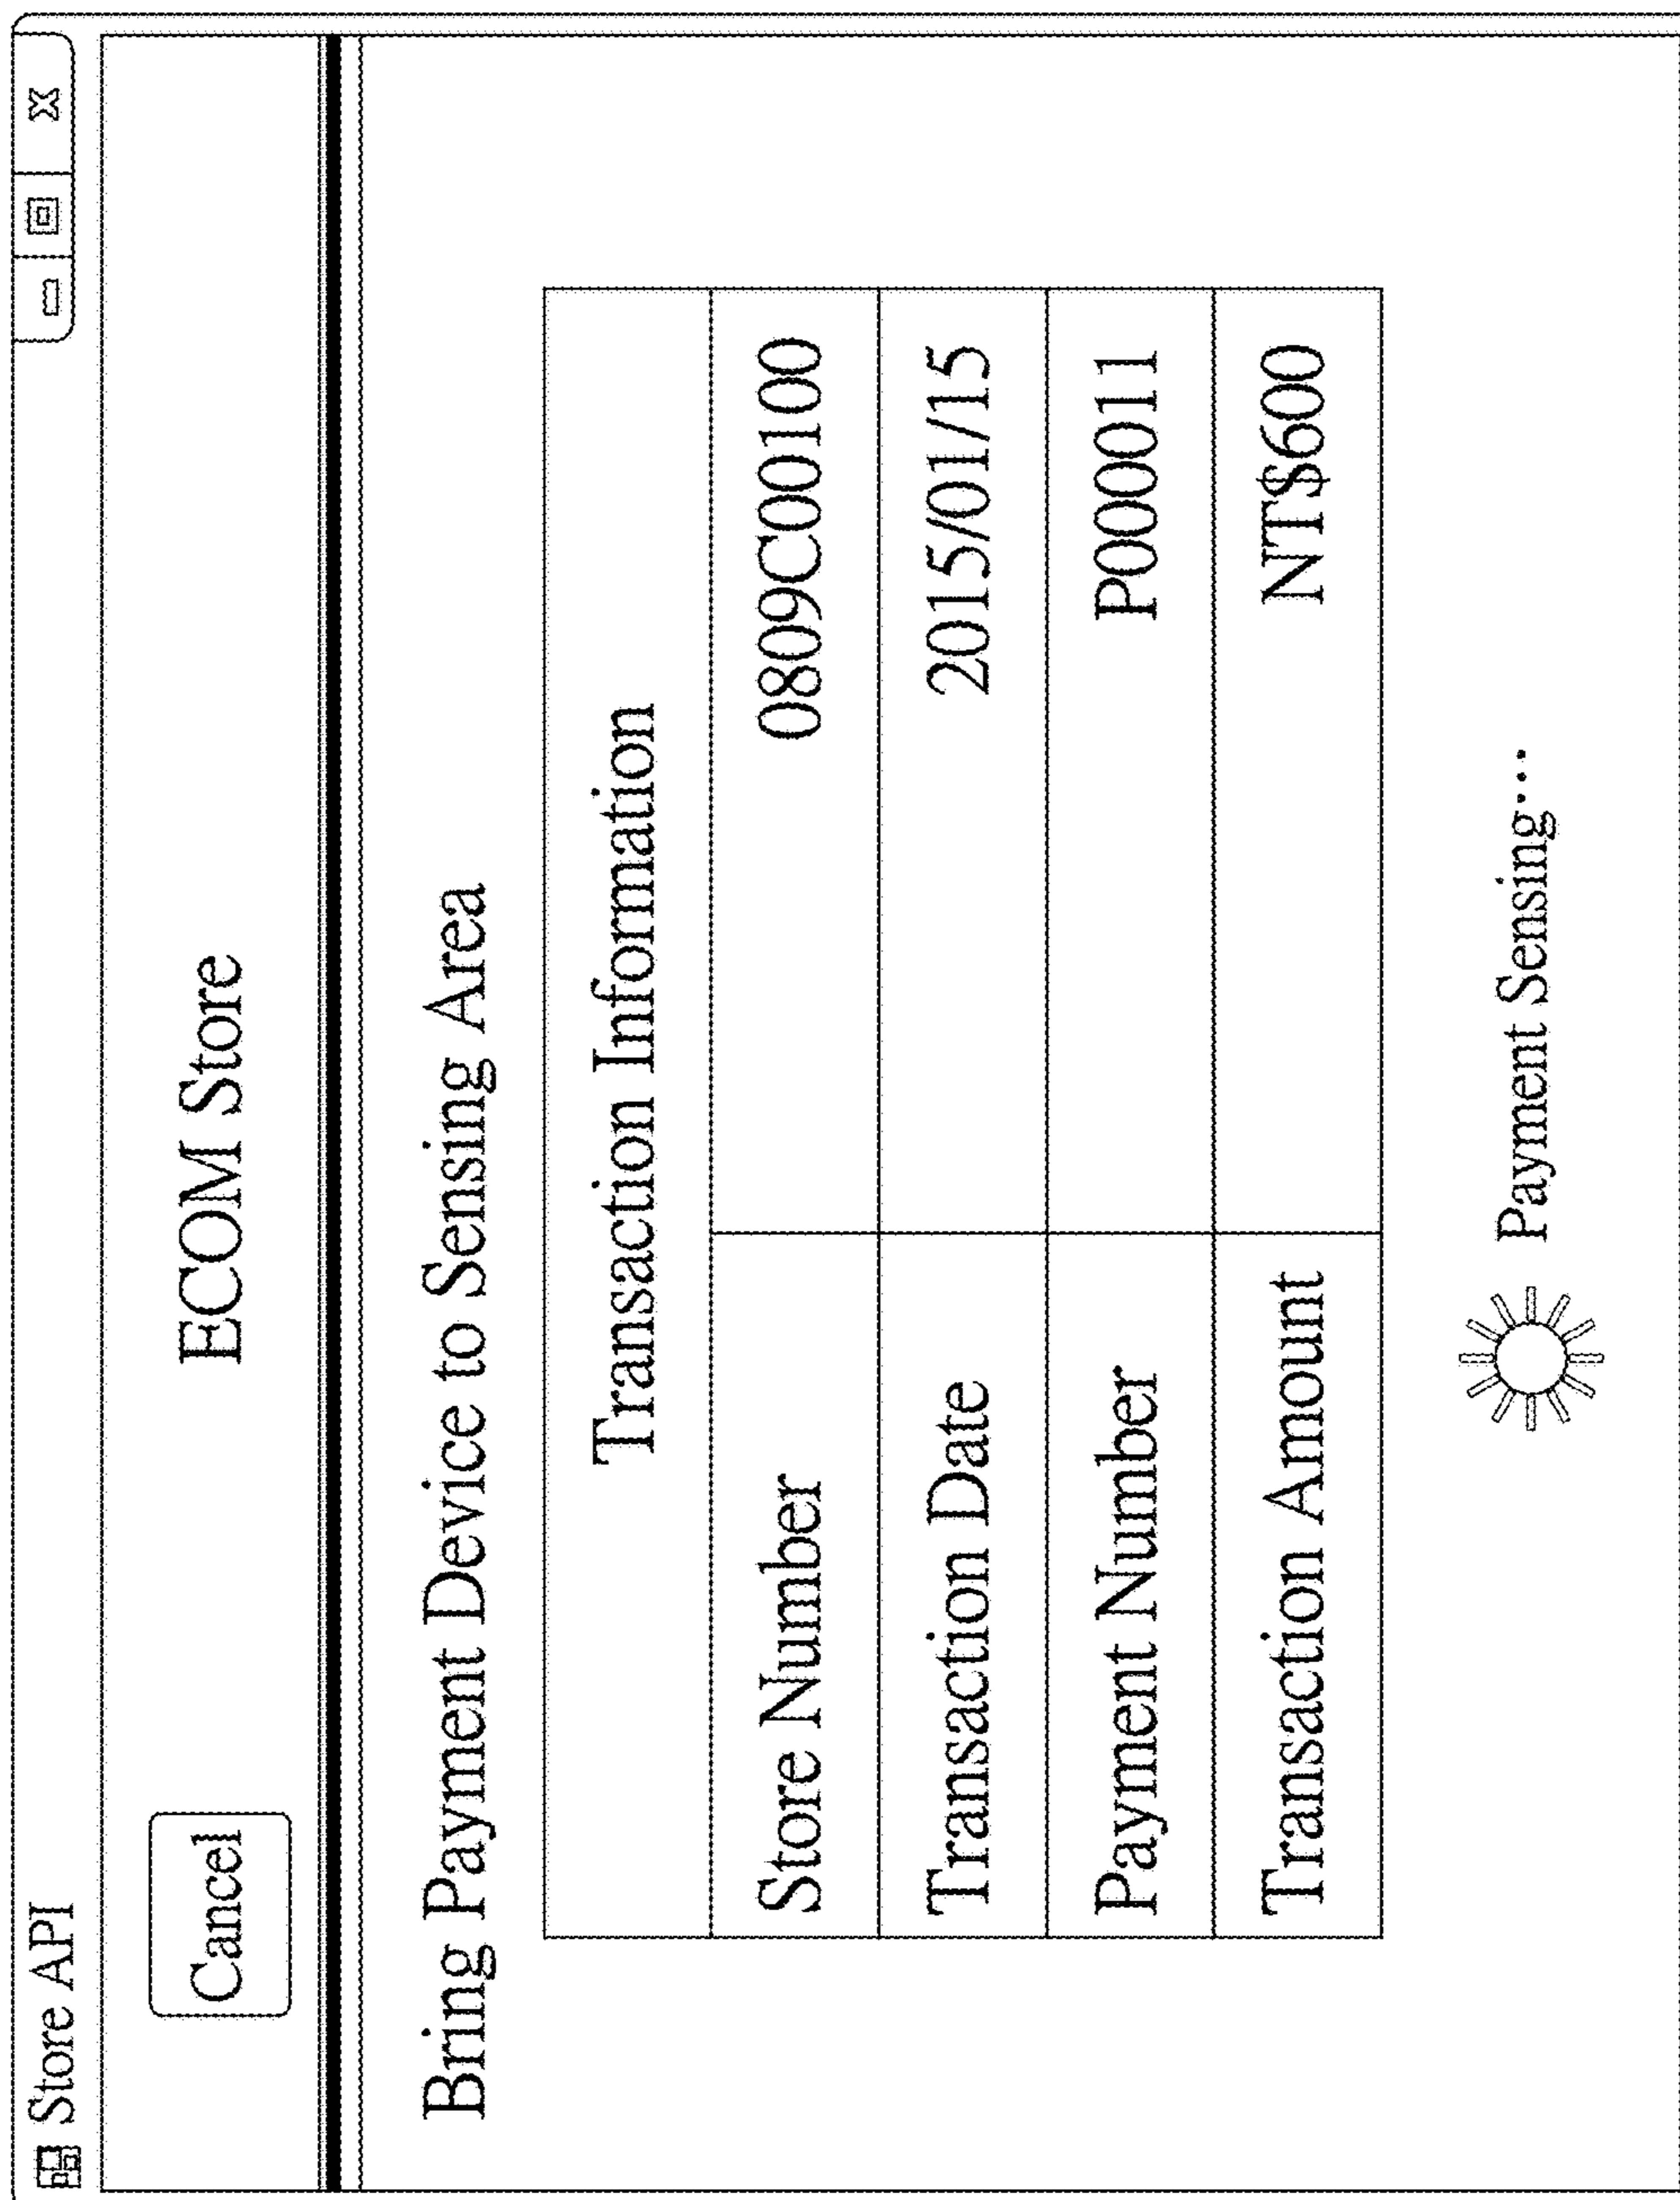 Store API
Cancel
ECOM Store
Bring Payment Device to Sensing Area
Transaction Information
Store Number 0809C00100
Transaction Date 2015/01/15
Payment Number P00011
Transaction Amount NT$600
Payment Sensing...